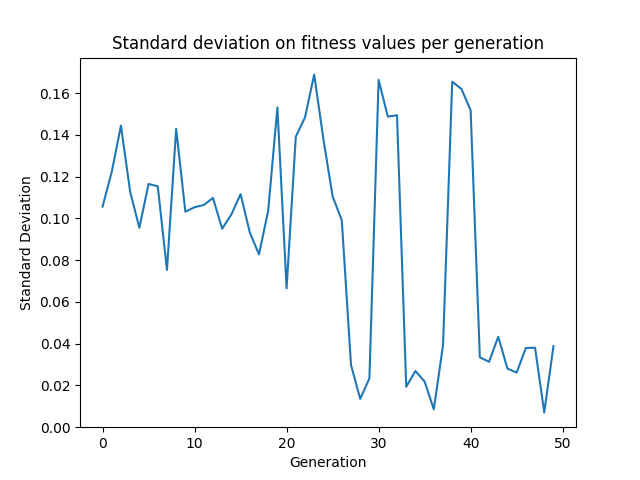 Standard deviation on fitness values per generation
0.16
0.14
0.12
0.10
0.08
0.06
0.04
0.02
0.00
Standard Deviation
0 10 20 30 40 50
Generation